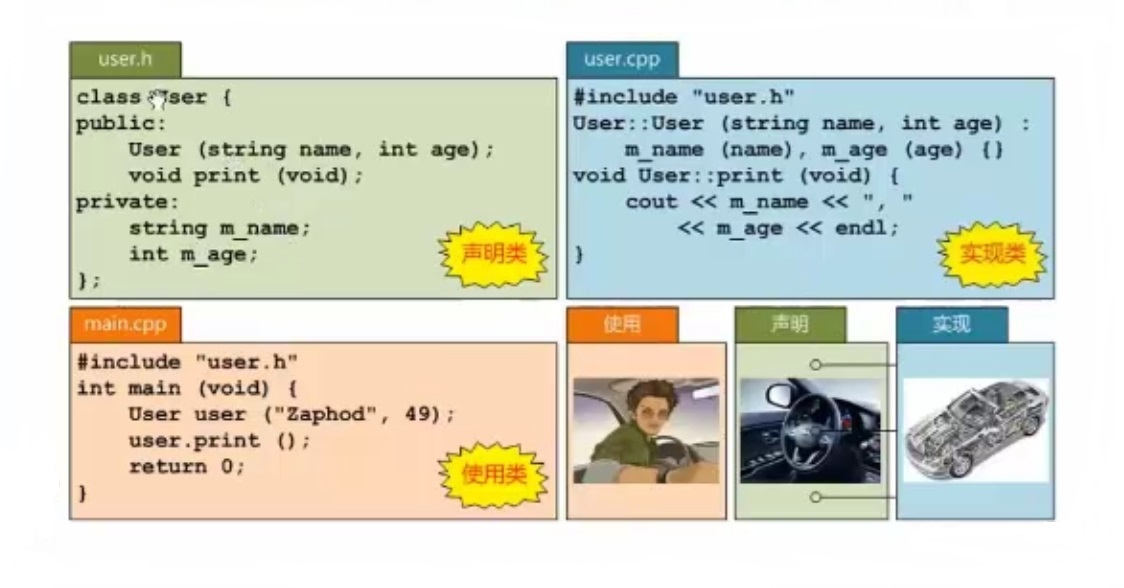 user.h
class User {
public:
User (string name, int age);
void print (void);
private:
string m_name;
int m_age;
};
声明类
user.cpp
#include "user.h"
User::User (string name, int age) :
m_name (name), m_age (age) {}
void User::print (void) {
cout << m_name << ", "
<< m_age << endl;
}
实现类
main.cpp
#include "user.h"
int main (void) {
User user ("Zaphod", 49);
user.print ();
return 0;
}
使用类
使用
声明
实现